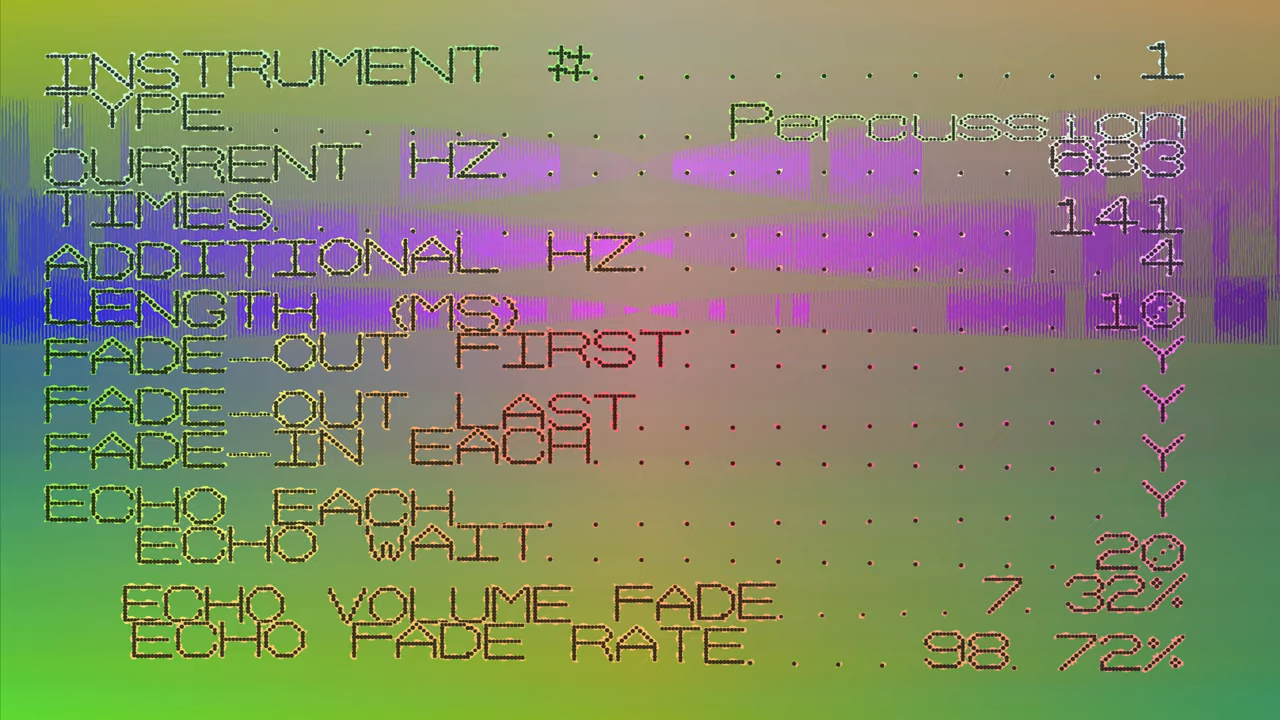 INSTRUMENT #. . . . . . . . . . . . 1
TYPE. . . . . . . . . . . Percussion
CURRENT HZ. . . . . . . . . . . . 683
TIMES. . . . . . . . . . . . . . . . . . 141
ADDITIONAL HZ. . . . . . . . . . . 4
LENGTH (MS). . . . . . . . . . . . 10
FADE-OUT FIRST. . . . . . . . . . Y
FADE-OUT LAST. . . . . . . . . . . Y
FADE-IN EACH. . . . . . . . . . . . Y
ECHO EACH. . . . . . . . . . . . . . . Y
ECHO WAIT. . . . . . . . . . . . 20
ECHO VOLUME FADE. . . . . 7. 32%
ECHO FADE RATE. . . . 98. 72%